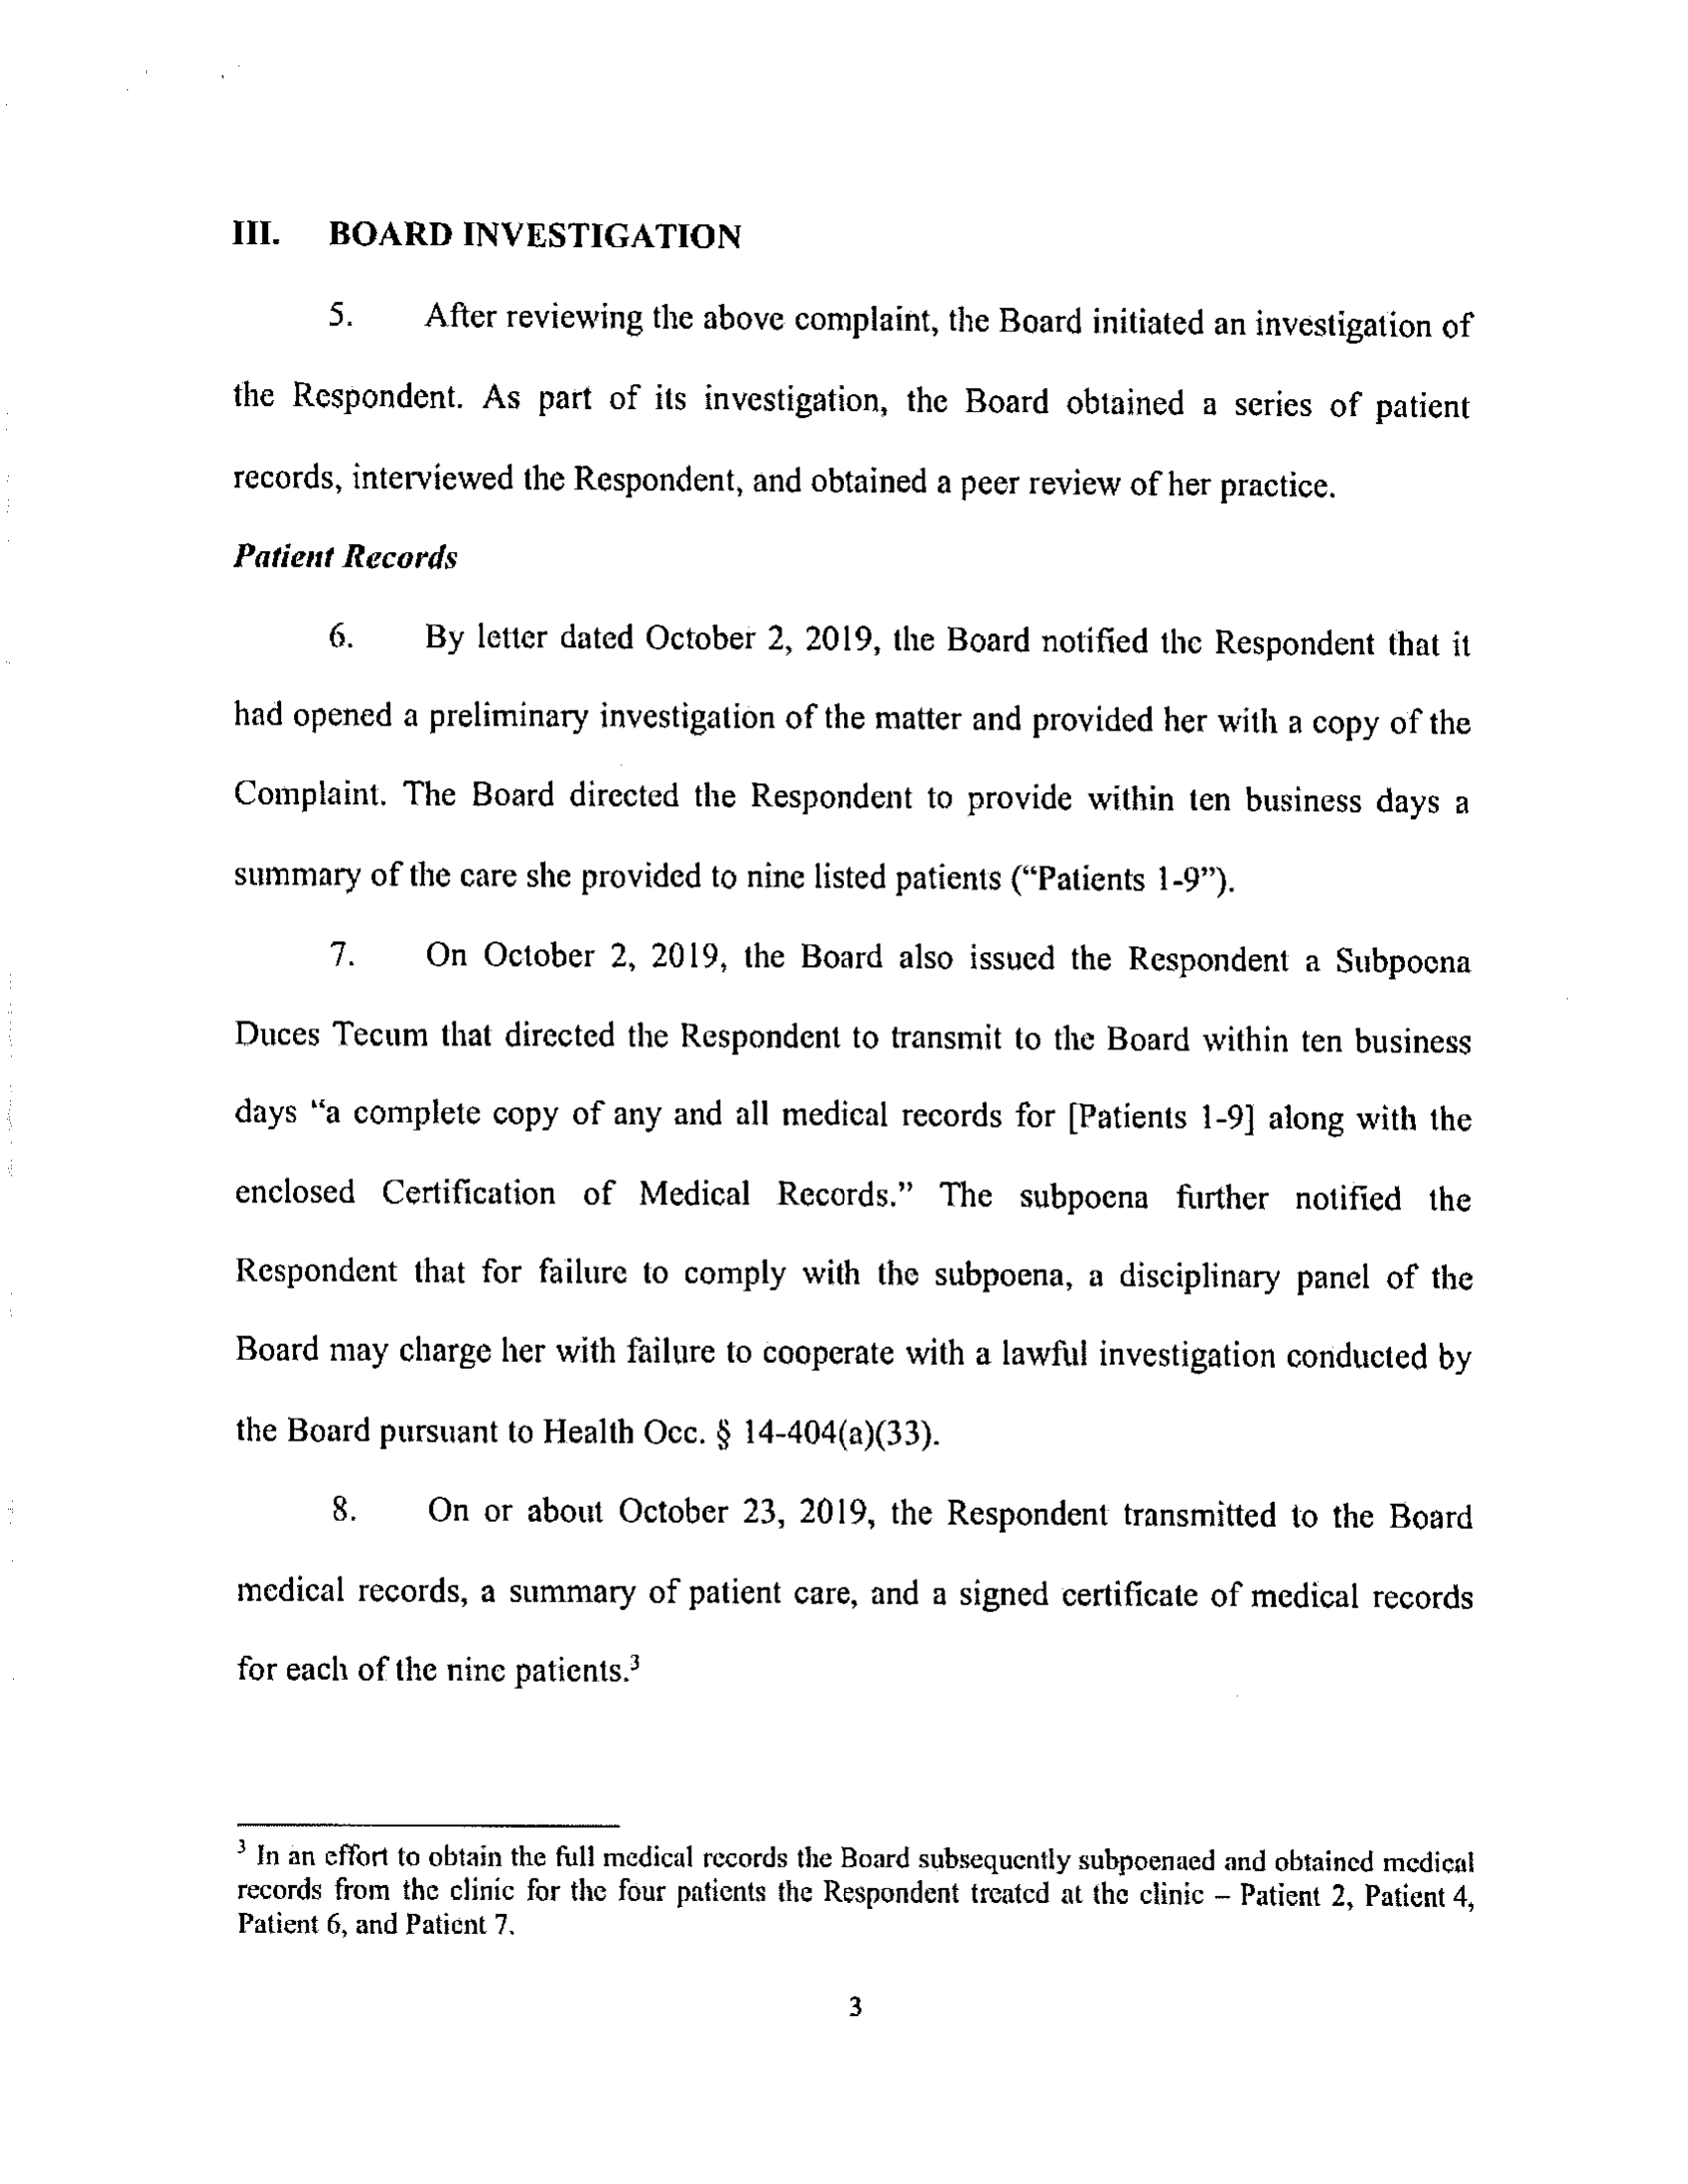 III. BOARD INVESTIGATION
5. After reviewing the above complaint, the Board initiated an investigation of
the Respondent. As part of its investigation, the Board obtained a series of patient
records, interviewed the Respondent, and obtained a peer review of her practice.
Patient Records
6. By letter dated October 2, 2019, the Board notified the Respondent that it
had opened a preliminary investigation of the matter and provided her with a copy of the
Complaint. The Board directed the Respondent to provide within ten business days a
summary of the care she provided to nine listed patients (“Patients 1-9”).
7. On October 2, 2019, the Board also issued the Respondent a Subpoena
Duces Tecum that directed the Respondent to transmit to the Board within ten business
days “a complete copy of any and all medical records for [Patients 1-9] along with the
enclosed Certification of Medical Records.” The subpoena further notified the
Respondent that for failure to comply with the subpoena, a disciplinary panel of the
Board may charge her with failure to cooperate with a lawful investigation conducted by
the Board pursuant to Health Occ. § 14-404(a)(33).
8. On or about October 23, 2019, the Respondent transmitted to the Board
medical records, a summary of patient care, and a signed certificate of medical records
for each of the nine patients.³
³ In an effort to obtain the full medical records the Board subsequently subpoenaed and obtained medical
records from the clinic for the four patients the Respondent treated at the clinic – Patient 2, Patient 4,
Patient 6, and Patient 7.
3